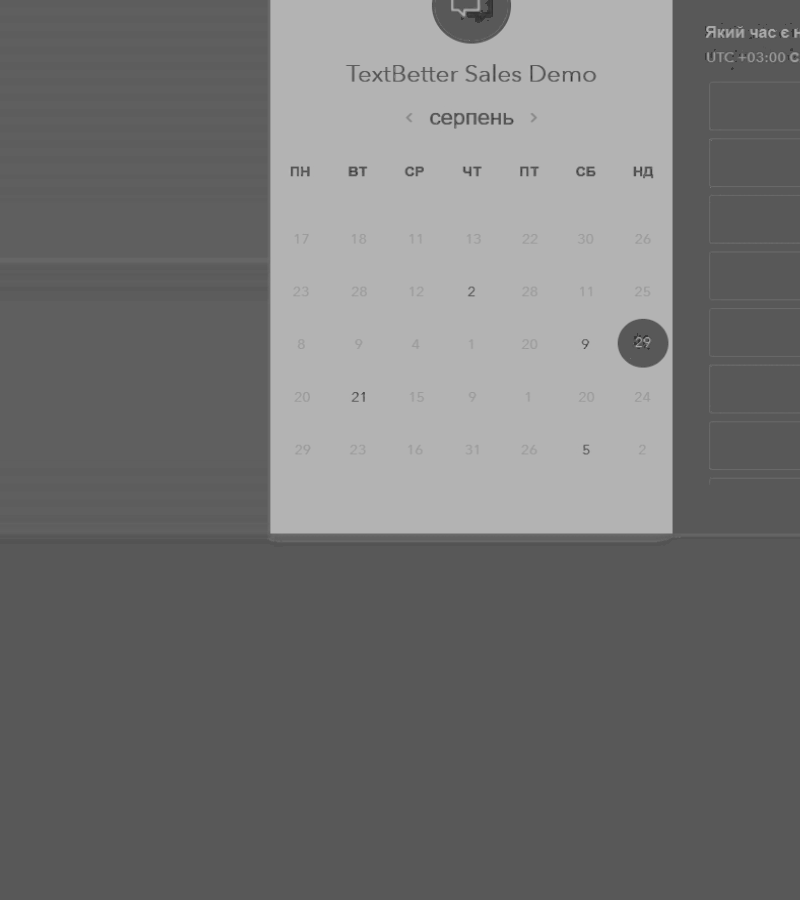 TextBetter Sales Demo
серпень
ПН ВТ СР ЧТ ПТ СБ НД
17 18 11 13 22 30 26
23 28 12 2 28 11 25
8 9 4 1 20 9 29
20 21 15 9 1 20 24
29 23 16 31 26 5 2
Який час є
UTC +03:00